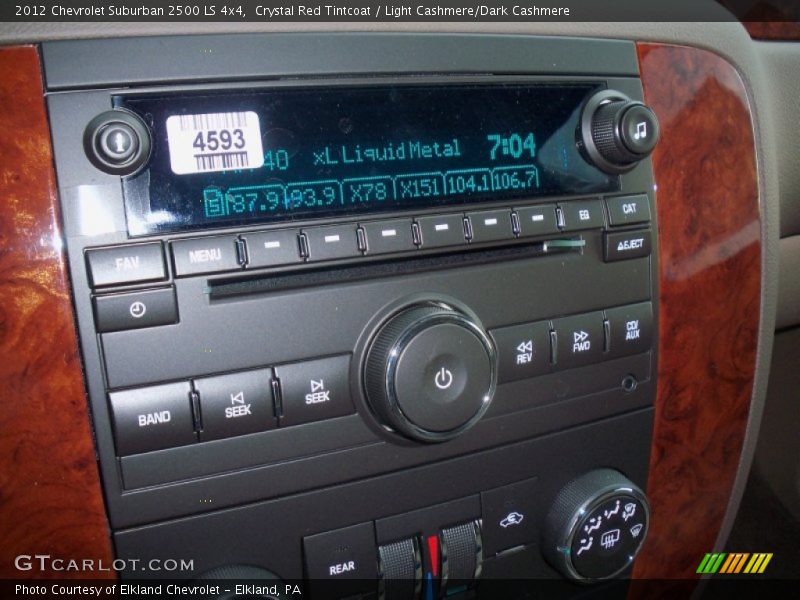 2012 Chevrolet Suburban 2500 LS 4x4, Crystal Red Tintcoat / Light Cashmere/Dark Cashmere
4593
40 xL Liquid Metal 7:04
5 87.9 93.9 X78 X151 104.1 106.7
FAV MENU EQ CAT
EJECT
BAND SEEK SEEK REV FWD CD/
AUX
REAR
GTCARLOT.COM
Photo Courtesy of Elkland Chevrolet - Elkland, PA